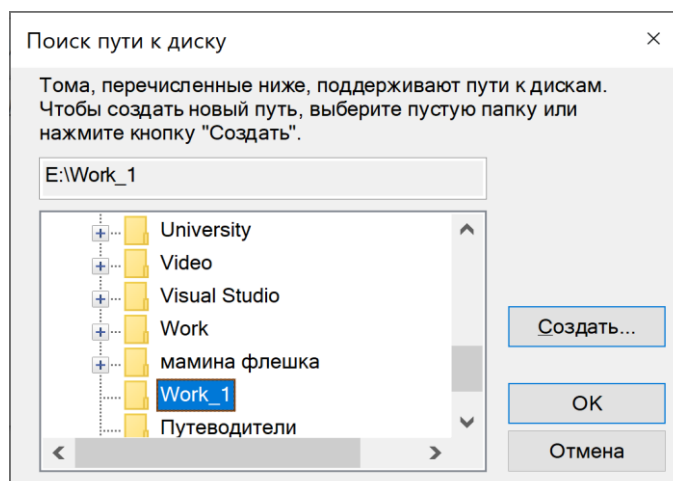 Поиск пути к диску
Тома, перечисленные ниже, поддерживают пути к дискам.
Чтобы создать новый путь, выберите пустую папку или
нажмите кнопку "Создать".
E:\Work_1
University
Video
Visual Studio
Work
мамина флешка
Work_1
Путеводители
Создать...
OK
Отмена